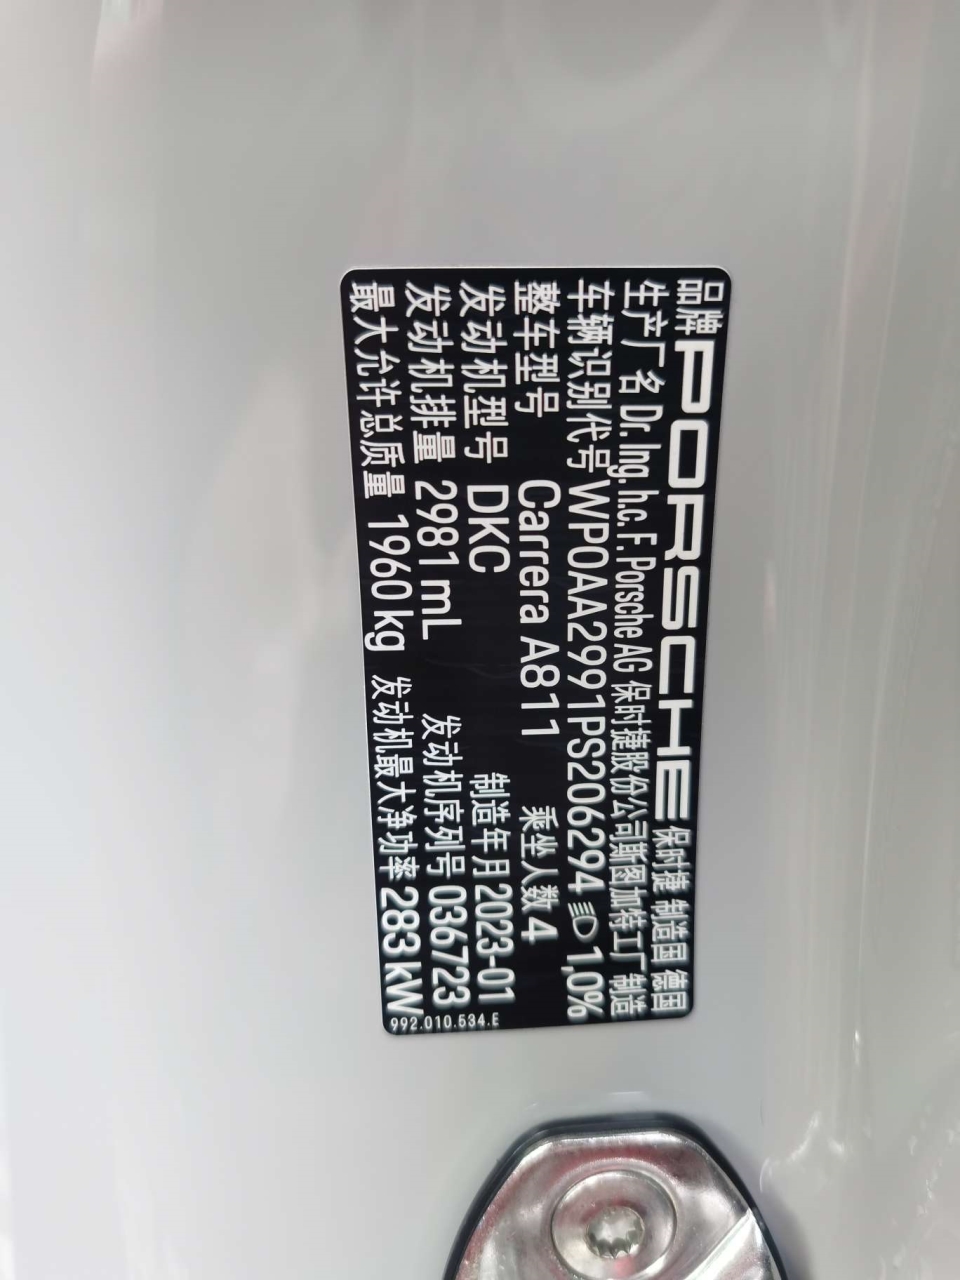 品牌 PORSCHE 保时捷 制造国 德国
生产厂名 Dr. Ing. h.c. F. Porsche AG 保时捷股份公司斯图加特工厂 制造
车辆识别代号 WP0AA2991PS206294 1,0%
整车型号 Carrera A811 乘坐人数 4
发动机型号 DKC 制造年月 2023-01
发动机排量 2981 mL 发动机序列号 036723
最大允许总质量 1960 kg 发动机最大净功率 283 kW
992.010.534.E